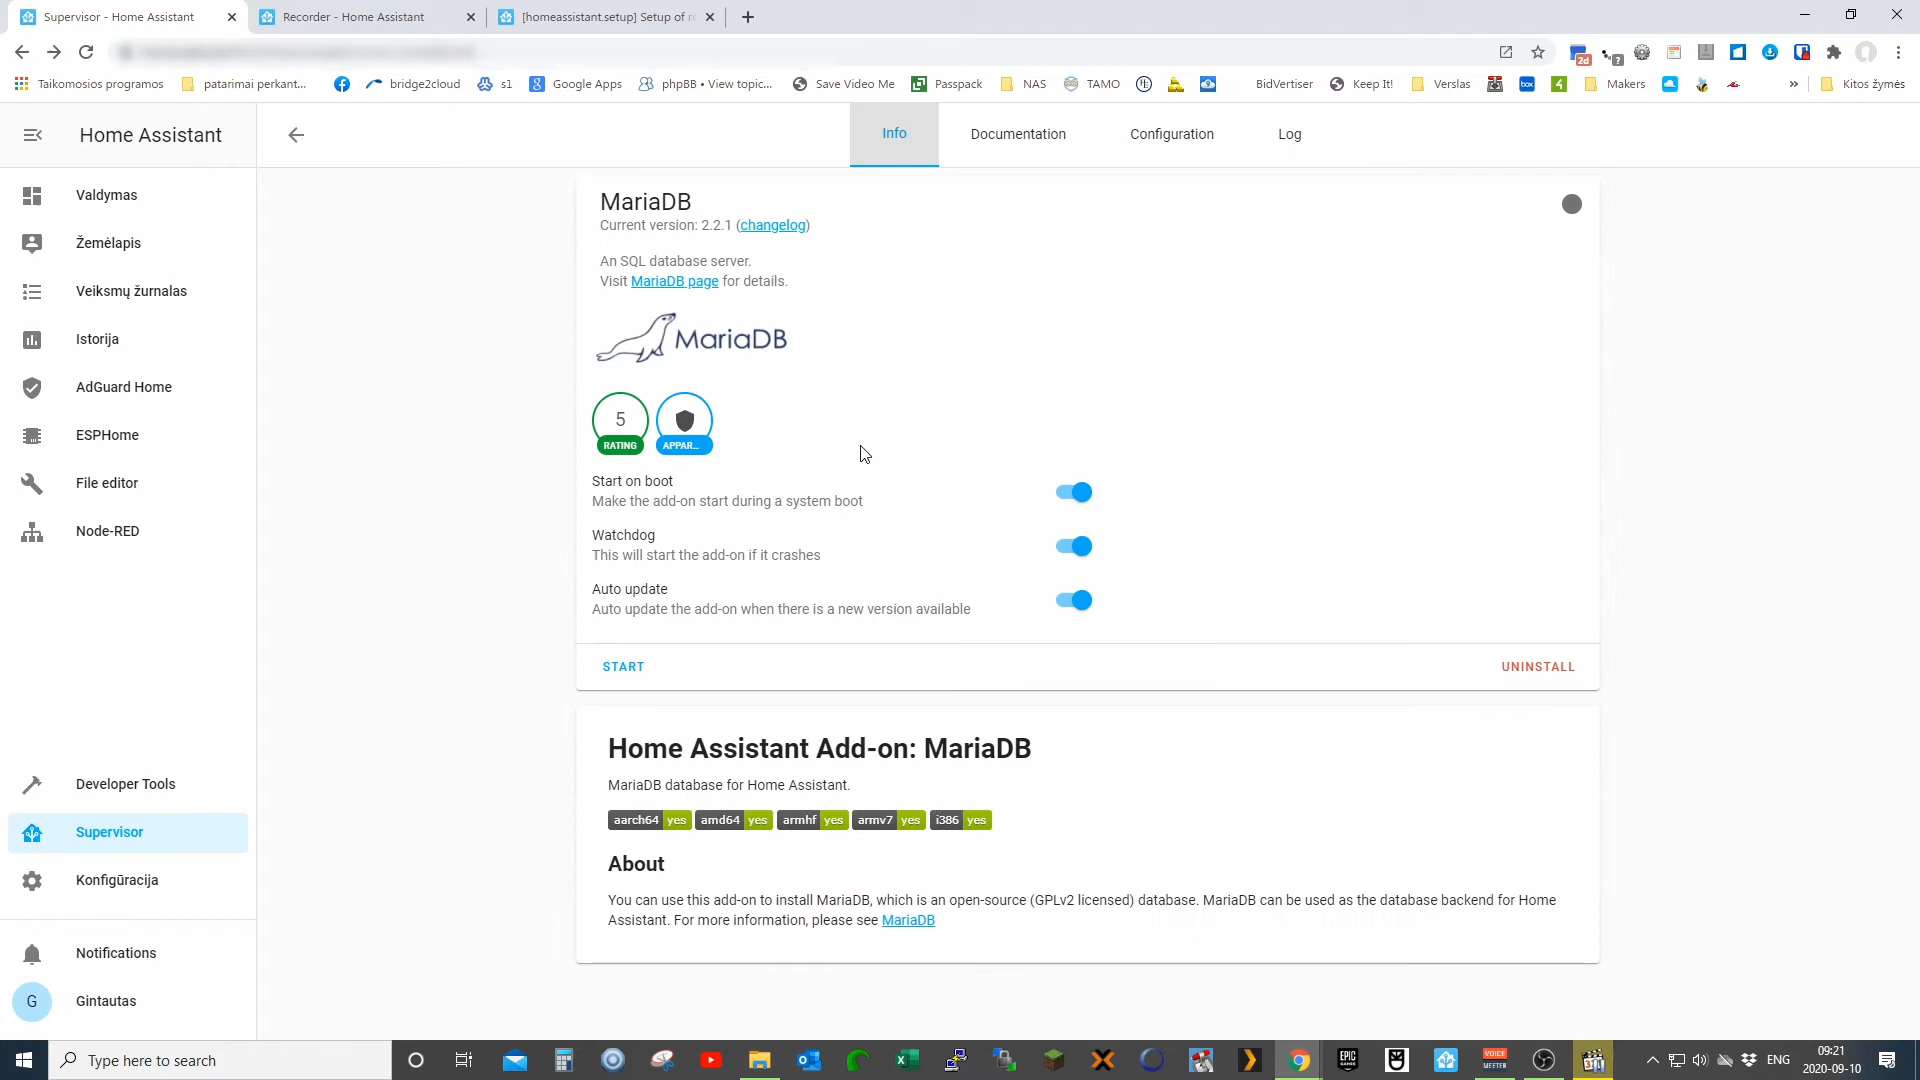 Supervisor - Home Assistant
Recorder - Home Assistant
[homeassistant.setup] Setup of r
2d
?
Taikomosios programos
patarimai perkant...
bridge2cloud
s1
Google Apps
phpBB • View topic...
Save Video Me
Passpack
NAS
TAMO
BidVertiser
Keep It!
Verslas
box
4
Makers
»
Kitos žymės
Home Assistant
Info
Documentation
Configuration
Log
Valdymas
Žemėlapis
Veiksmų žurnalas
Istorija
AdGuard Home
ESPHome
File editor
Node-RED
Developer Tools
Supervisor
Konfigūracija
Notifications
G
Gintautas
MariaDB
Current version: 2.2.1 (changelog)
An SQL database server.
Visit MariaDB page for details.
MariaDB
5
RATING
APPAR...
Start on boot
Make the add-on start during a system boot
Watchdog
This will start the add-on if it crashes
Auto update
Auto update the add-on when there is a new version available
START
UNINSTALL
Home Assistant Add-on: MariaDB
MariaDB database for Home Assistant.
aarch64 yes amd64 yes armhf yes armv7 yes i386 yes
About
You can use this add-on to install MariaDB, which is an open-source (GPLv2 licensed) database. MariaDB can be used as the database backend for Home
Assistant. For more information, please see MariaDB
Type here to search
EPIC
GAMES
VOICE
MEETER
ENG
09:21
2020-09-10